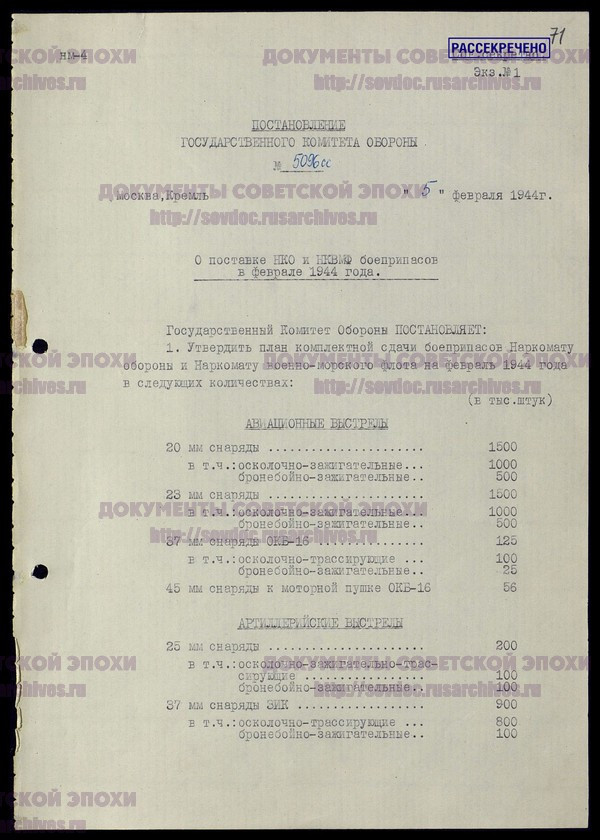 71
РАССЕКРЕЧЕНО
нм-4
Экз.№ 1
ПОСТАНОВЛЕНИЕ
ГОСУДАРСТВЕННОГО КОМИТЕТА ОБОРОНЫ
№ 5096сс
Москва,Кремль " 5 " февраля 1944г.
О поставке НКО и НКВМФ боеприпасов
в феврале 1944 года.
Государственный Комитет Обороны ПОСТАНОВЛЯЕТ:
1. Утвердить план комплектной сдачи боеприпасов Наркомату
обороны и Наркомату Военно-морского флота на февраль 1944 года
в следующих количествах:
(в тыс.штук)
АВИАЦИОННЫЕ ВЫСТРЕЛЫ
20 мм снаряды ...................... 1500
в т.ч.:осколочно-зажигательные... 1000
бронебойно-зажигательные.. 500
23 мм снаряды ...................... 1500
в т.ч.:осколочно-зажигательные... 1000
бронебойно-зажигательные.. 500
37 мм снаряды ОКБ-16 ............... 125
в т.ч.:осколочно-трассирующие ... 100
бронебойно-зажигательные.. 25
45 мм снаряды к моторной пушке ОКБ-16 56
АРТИЛЛЕРИЙСКИЕ ВЫСТРЕЛЫ
25 мм снаряды ...................... 200
в т.ч.:осколочно-зажигательно-трас-
сирующие ................. 100
бронебойно-зажигательные.. 100
37 мм снаряды ЗИК .................. 900
в т.ч.:осколочно-трассирующие ... 800
бронебойно-зажигательные.. 100
ДОКУМЕНТЫ СОВЕТСКОЙ ЭПОХИ
http://sovdoc.rusarchives.ru